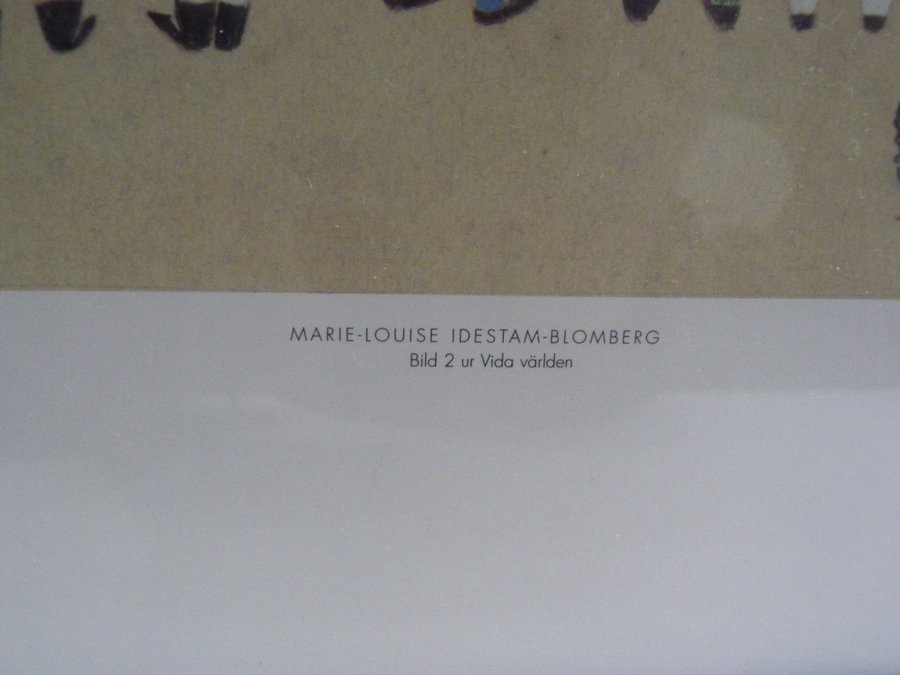 MARIE-LOUISE IDESTAM-BLOMBERG
Bild 2 ur Vida världen